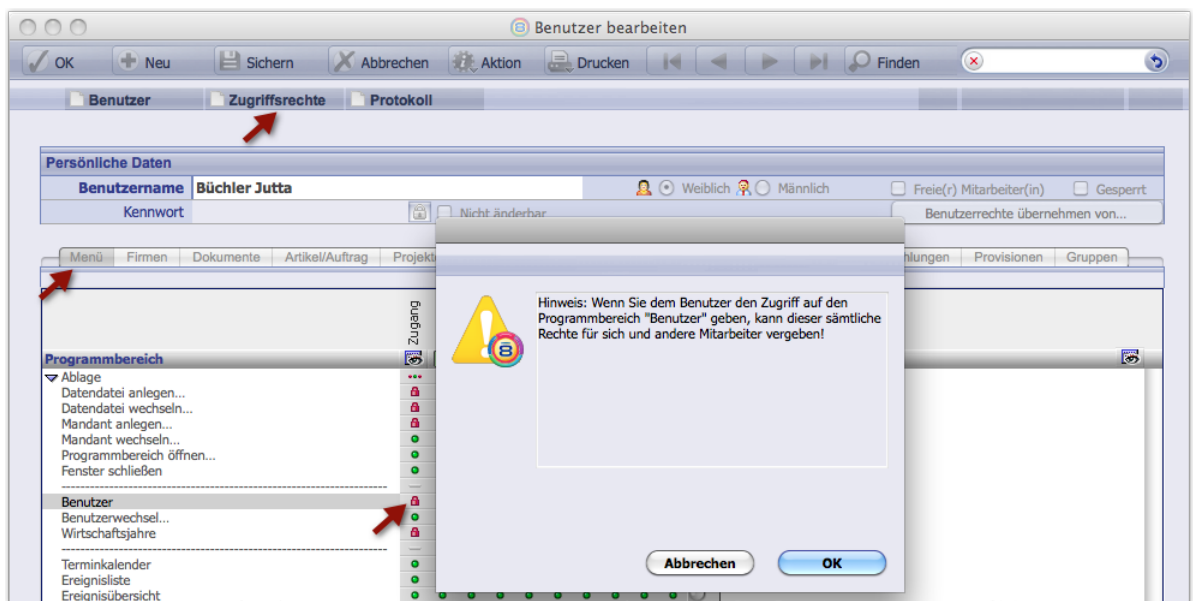 Benutzer bearbeiten
OK Neu Sichern Abbrechen Aktion Drucken Finden
Benutzer Zugriffsrechte Protokoll
Persönliche Daten
Benutzername Büchler Jutta Weiblich Männlich Freie(r) Mitarbeiter(in) Gesperrt
Kennwort Nicht änderbar Benutzerrechte übernehmen von...
Menü Firmen Dokumente Artikel/Auftrag Provisionen Gruppen
Zugang
Hinweis: Wenn Sie dem Benutzer den Zugriff auf den
Programmbereich "Benutzer" geben, kann dieser sämtliche
Rechte für sich und andere Mitarbeiter vergeben!
Programmbereich
Ablage
Datendatei anlegen...
Datendatei wechseln...
Mandant anlegen...
Mandant wechseln...
Programmbereich öffnen...
Fenster schließen
Benutzer
Benutzerwechsel...
Wirtschaftsjahre
Terminkalender
Ereignisliste
Ereignisübersicht
Abbrechen OK